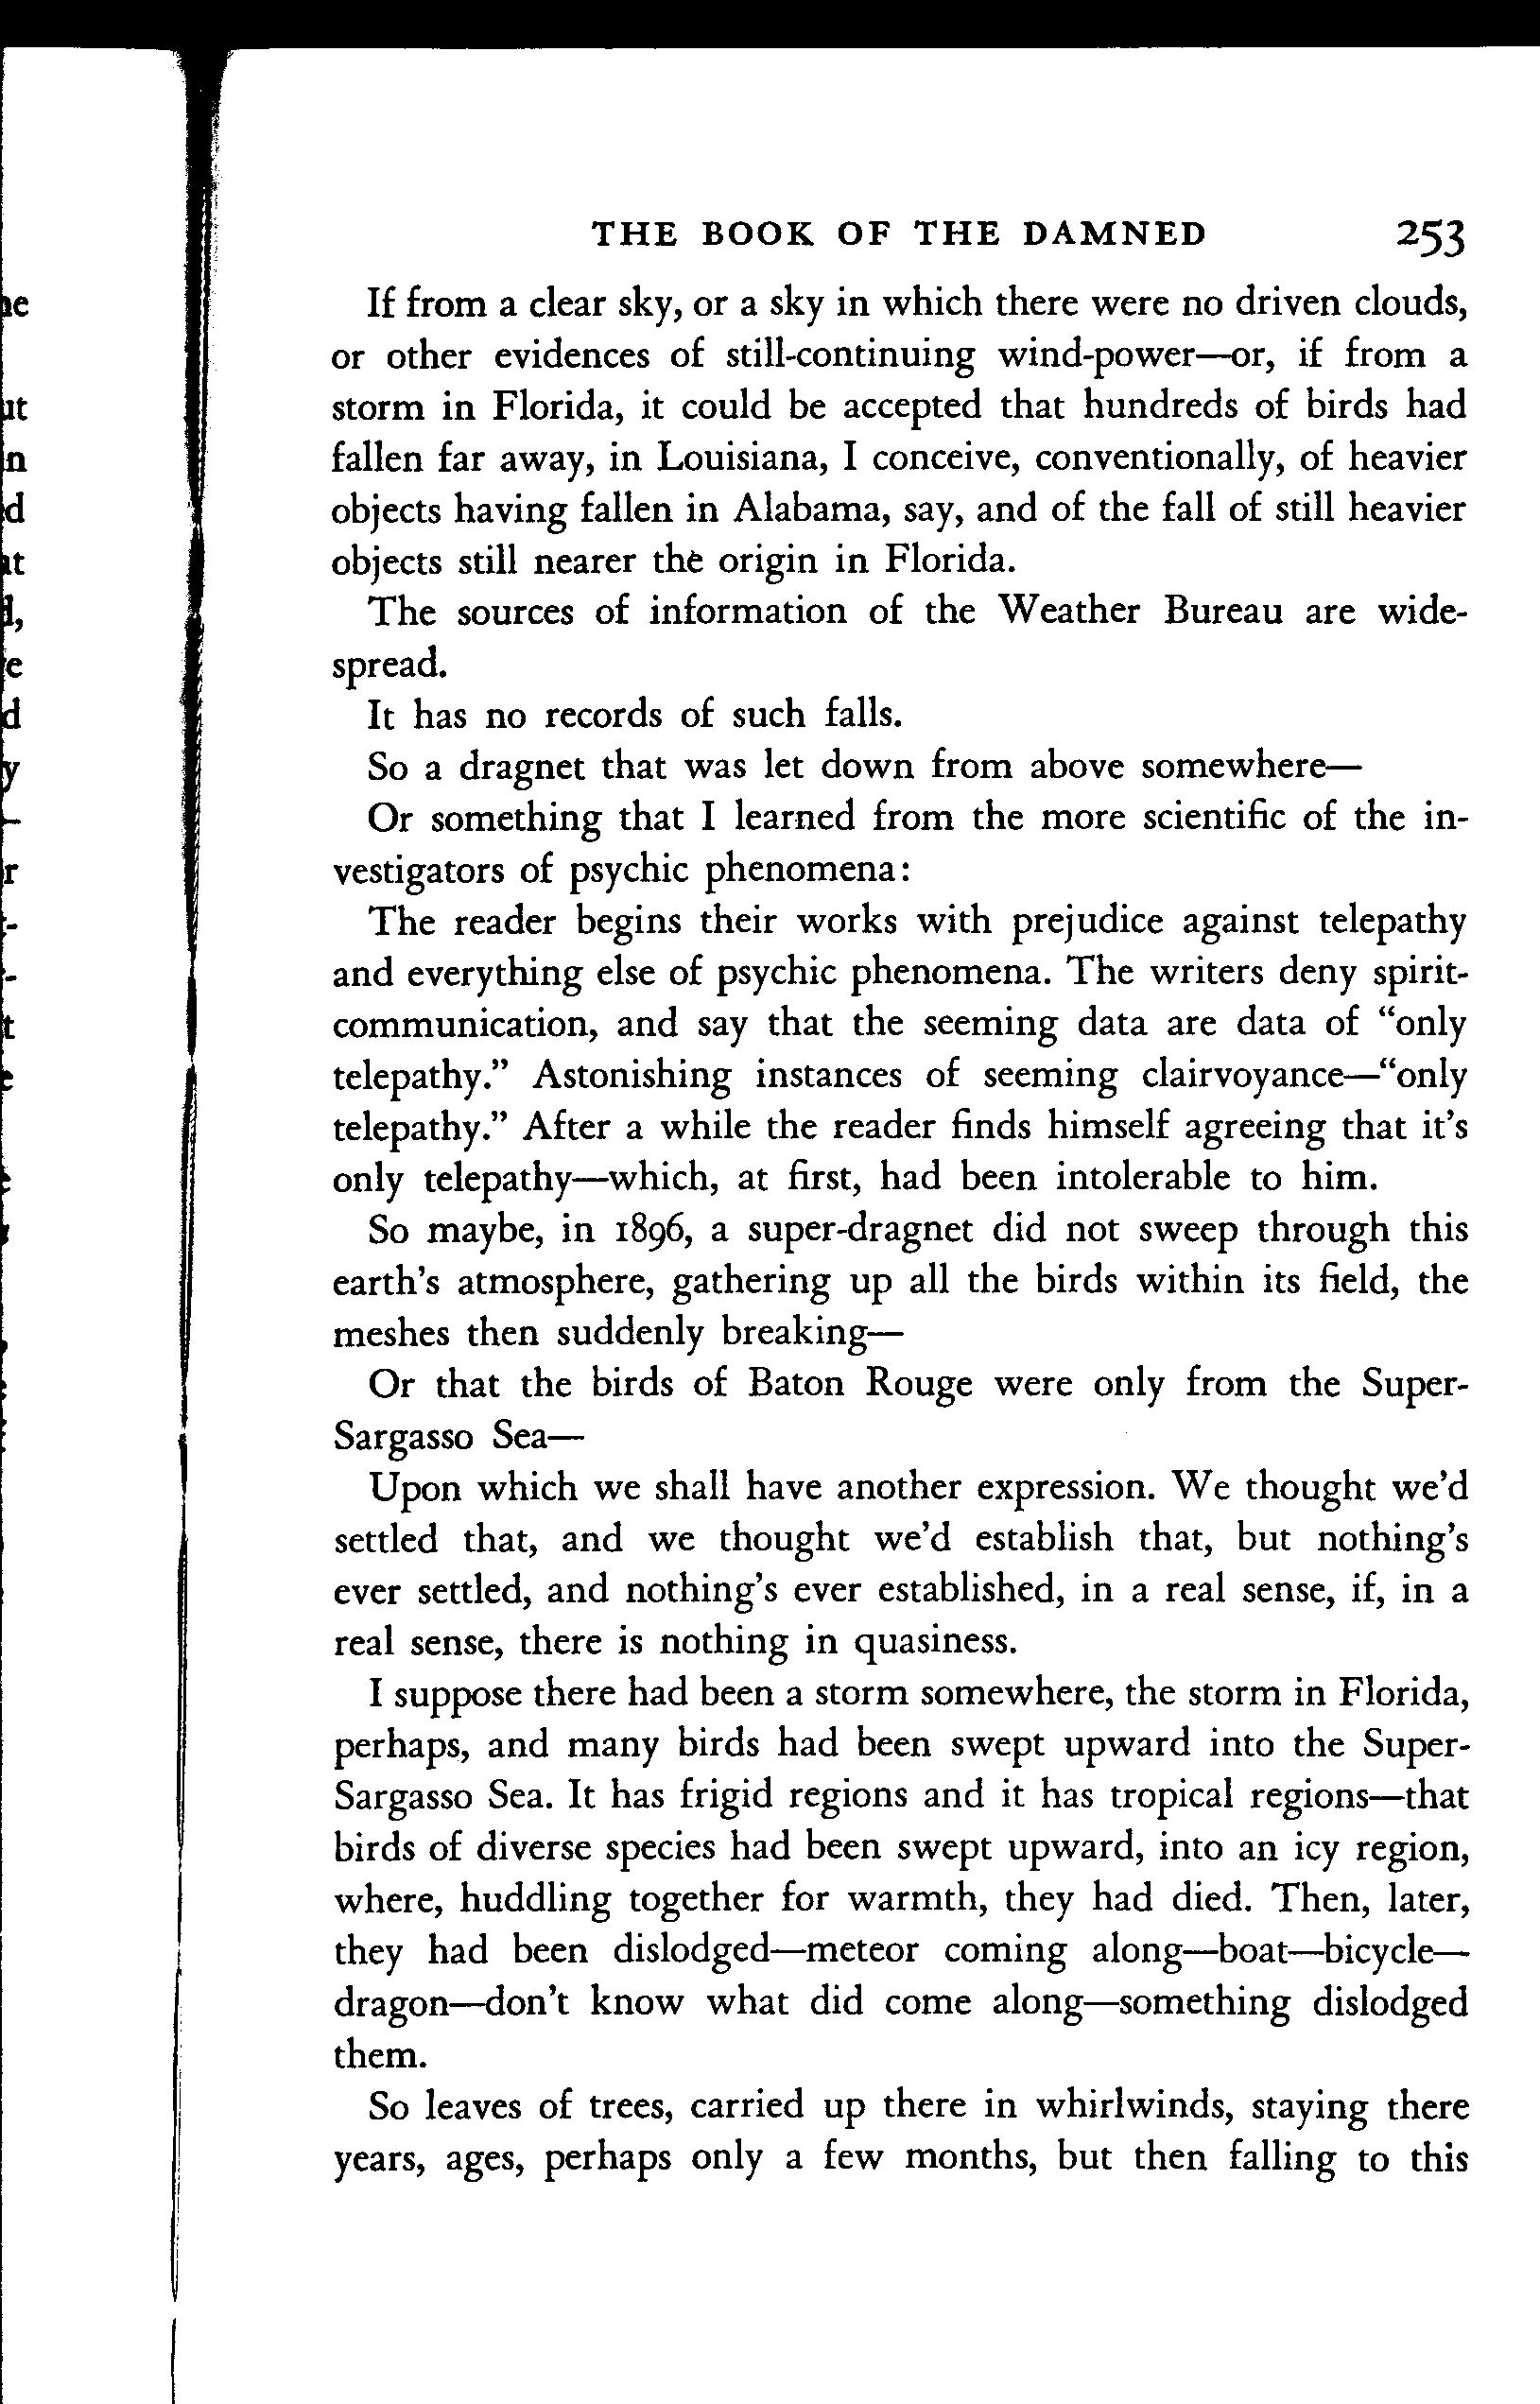 THE BOOK OF THE DAMNED 253
If from a clear sky, or a sky in which there were no driven clouds,
or other evidences of still-continuing wind-power—or, if from a
storm in Florida, it could be accepted that hundreds of birds had
fallen far away, in Louisiana, I conceive, conventionally, of heavier
objects having fallen in Alabama, say, and of the fall of still heavier
objects still nearer the origin in Florida.
The sources of information of the Weather Bureau are wide-
spread.
It has no records of such falls.
So a dragnet that was let down from above somewhere—
Or something that I learned from the more scientific of the in-
vestigators of psychic phenomena:
The reader begins their works with prejudice against telepathy
and everything else of psychic phenomena. The writers deny spirit-
communication, and say that the seeming data are data of “only
telepathy.” Astonishing instances of seeming clairvoyance—“only
telepathy.” After a while the reader finds himself agreeing that it's
only telepathy—which, at first, had been intolerable to him.
So maybe, in 1896, a super-dragnet did not sweep through this
earth's atmosphere, gathering up all the birds within its field, the
meshes then suddenly breaking—
Or that the birds of Baton Rouge were only from the Super-
Sargasso Sea—
Upon which we shall have another expression. We thought we'd
settled that, and we thought we'd establish that, but nothing's
ever settled, and nothing's ever established, in a real sense, if, in a
real sense, there is nothing in quasiness.
I suppose there had been a storm somewhere, the storm in Florida,
perhaps, and many birds had been swept upward into the Super-
Sargasso Sea. It has frigid regions and it has tropical regions—that
birds of diverse species had been swept upward, into an icy region,
where, huddling together for warmth, they had died. Then, later,
they had been dislodged—meteor coming along—boat—bicycle—
dragon—don't know what did come along—something dislodged
them.
So leaves of trees, carried up there in whirlwinds, staying there
years, ages, perhaps only a few months, but then falling to this